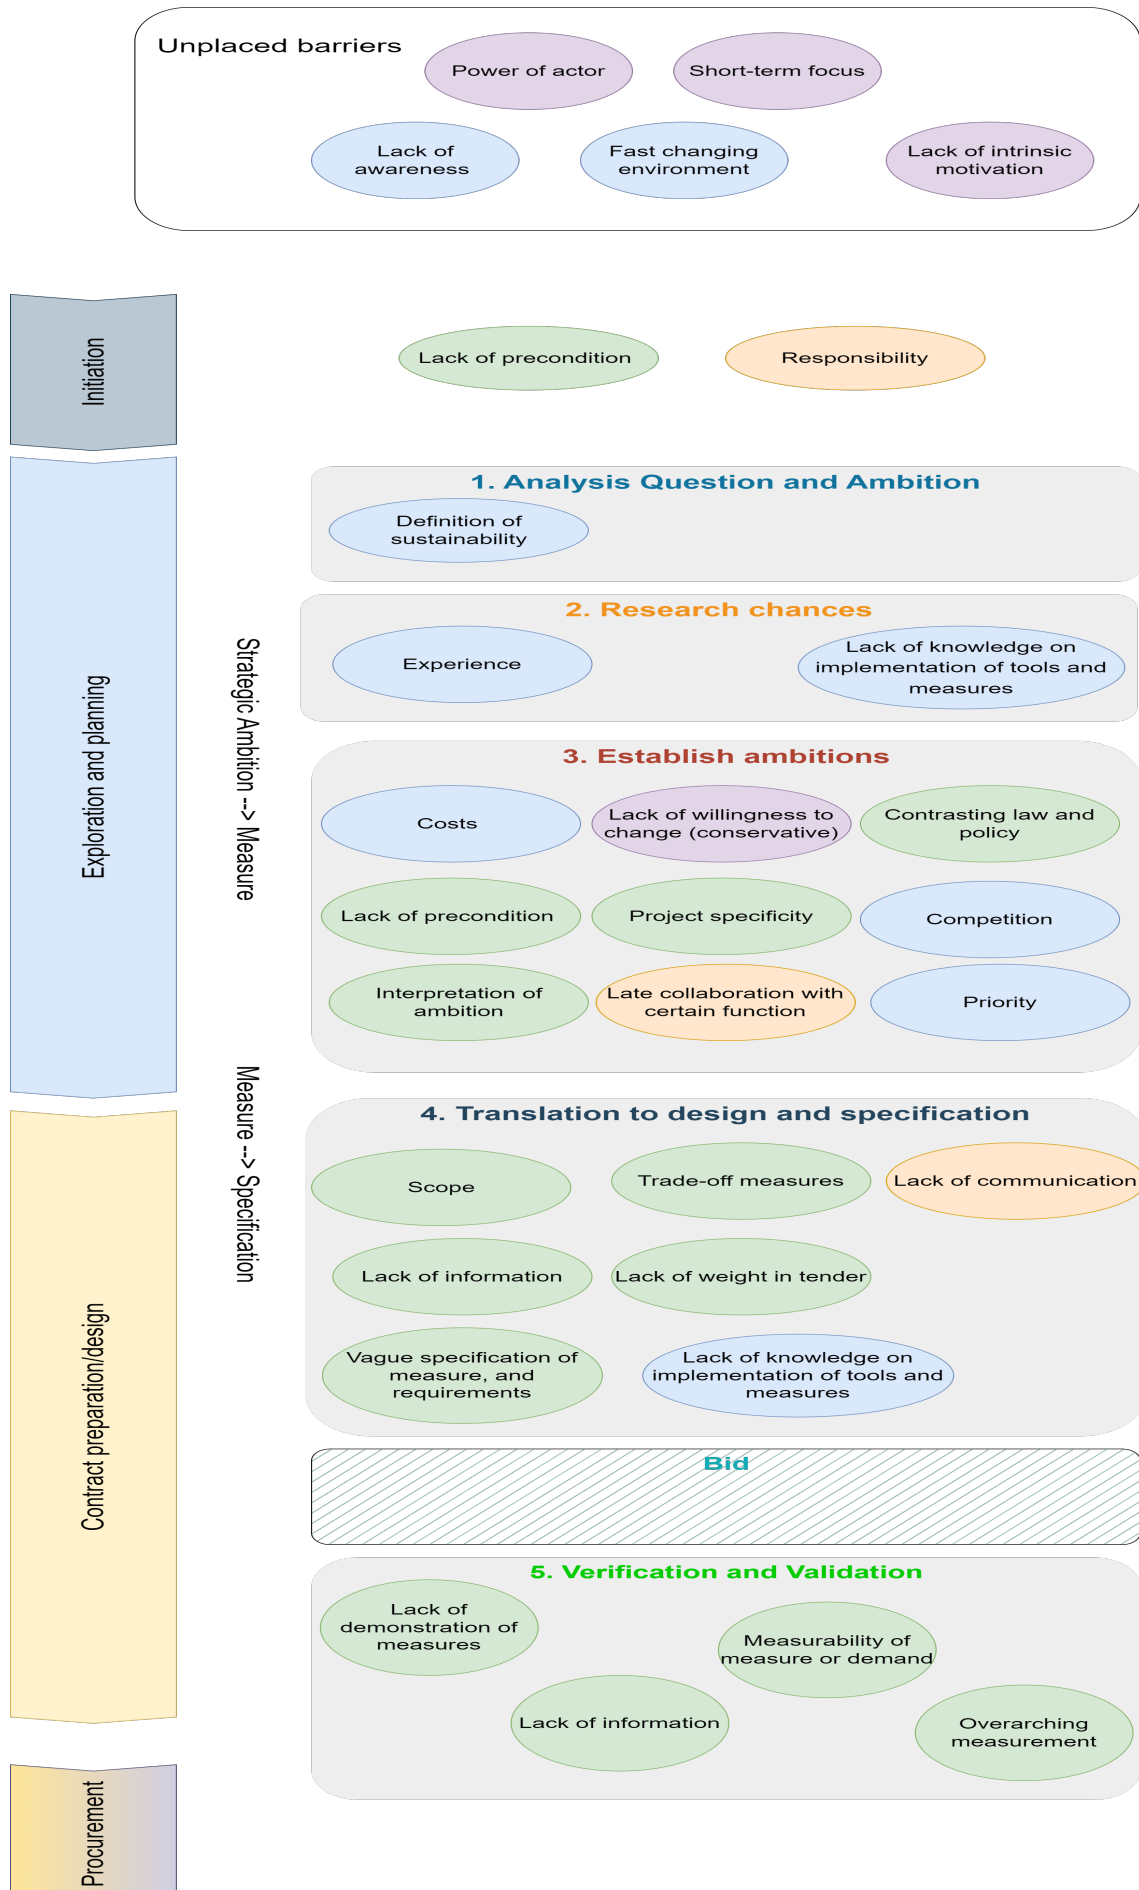 Unplaced barriers
Power of actor
Short-term focus
Lack of
awareness
Fast changing
environment
Lack of intrinsic
motivation
Initiation
Lack of precondition
Responsibility
Exploration and planning
Strategic Ambition --> Measure
1. Analysis Question and Ambition
Definition of
sustainability
2. Research chances
Experience
Lack of knowledge on
implementation of tools and
measures
3. Establish ambitions
Costs
Lack of willingness to
change (conservative)
Contrasting law and
policy
Lack of precondition
Project specificity
Competition
Interpretation of
ambition
Late collaboration with
certain function
Priority
Contract preparation/design
Measure --> Specification
4. Translation to design and specification
Scope
Trade-off measures
Lack of communication
Lack of information
Lack of weight in tender
Vague specification of
measure, and
requirements
Lack of knowledge on
implementation of tools and
measures
Bid
5. Verification and Validation
Lack of
demonstration of
measures
Measurability of
measure or demand
Lack of information
Overarching
measurement
Procurement